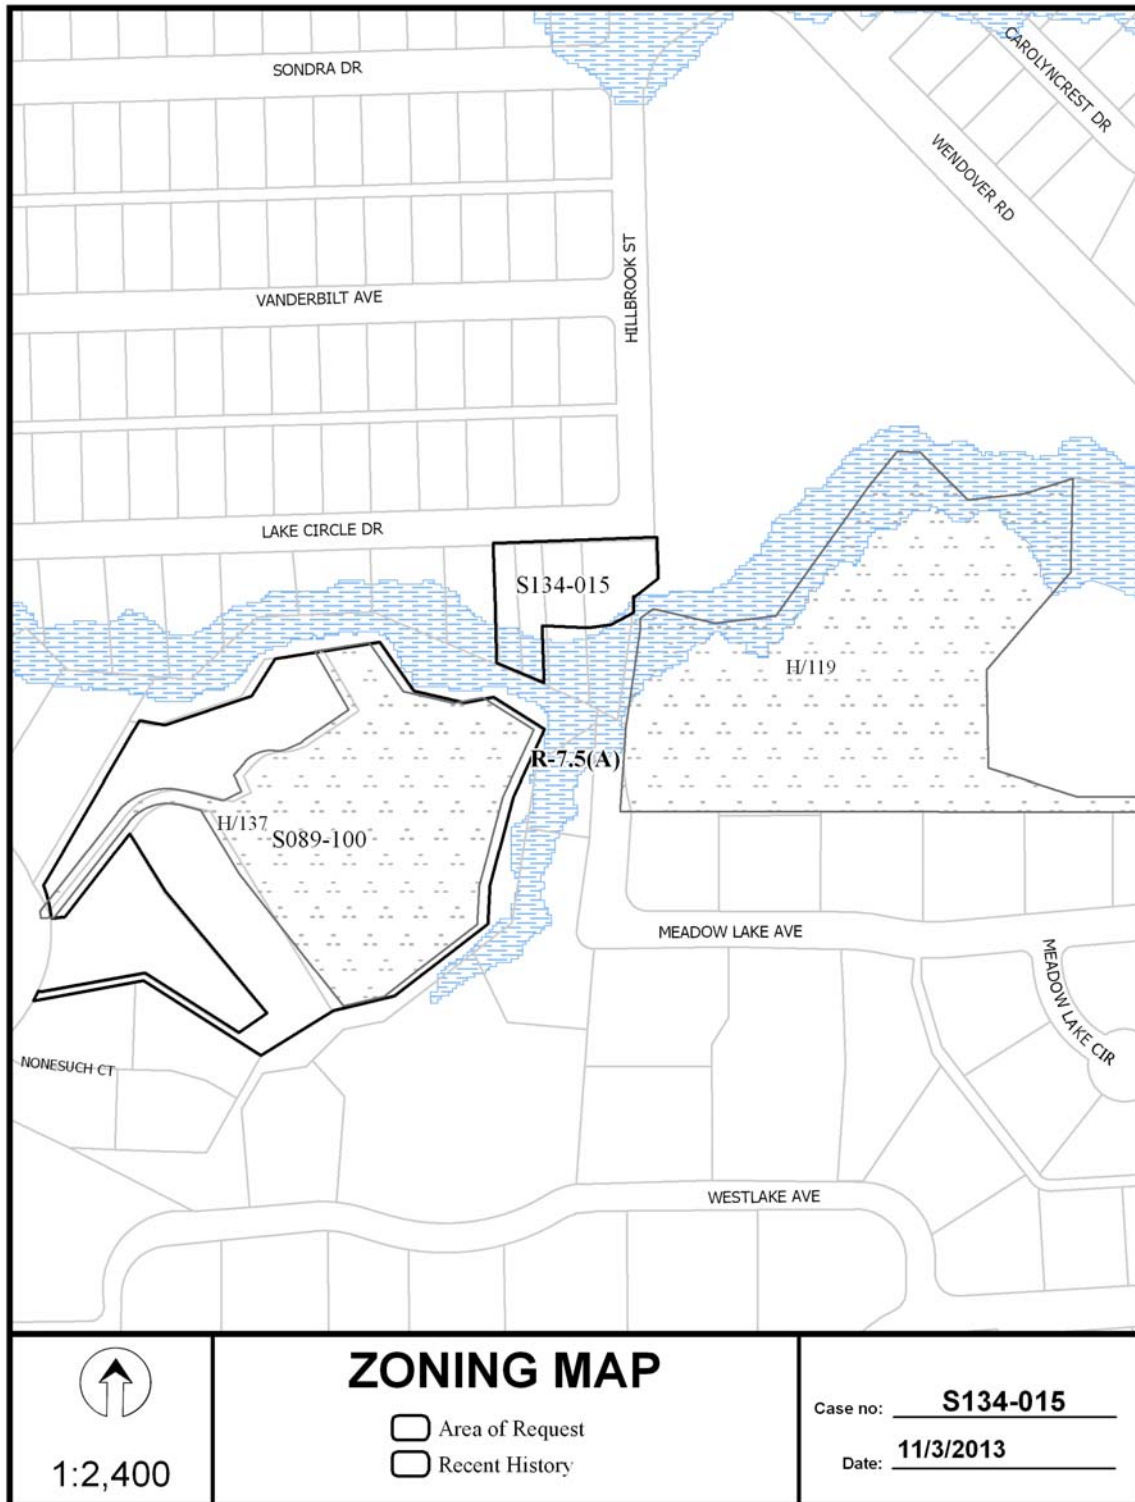 SONDRA DR
CAROLYNCREST DR
WENDOVER RD
HILLBROOK ST
VANDERBILT AVE
LAKE CIRCLE DR
S134-015
H/119
R-7.5(A)
H/137
S089-100
MEADOW LAKE AVE
MEADOW LAKE CIR
NONESUCH CT
WESTLAKE AVE
1:2,400
ZONING MAP
Area of Request
Recent History
Case no: S134-015
Date: 11/3/2013